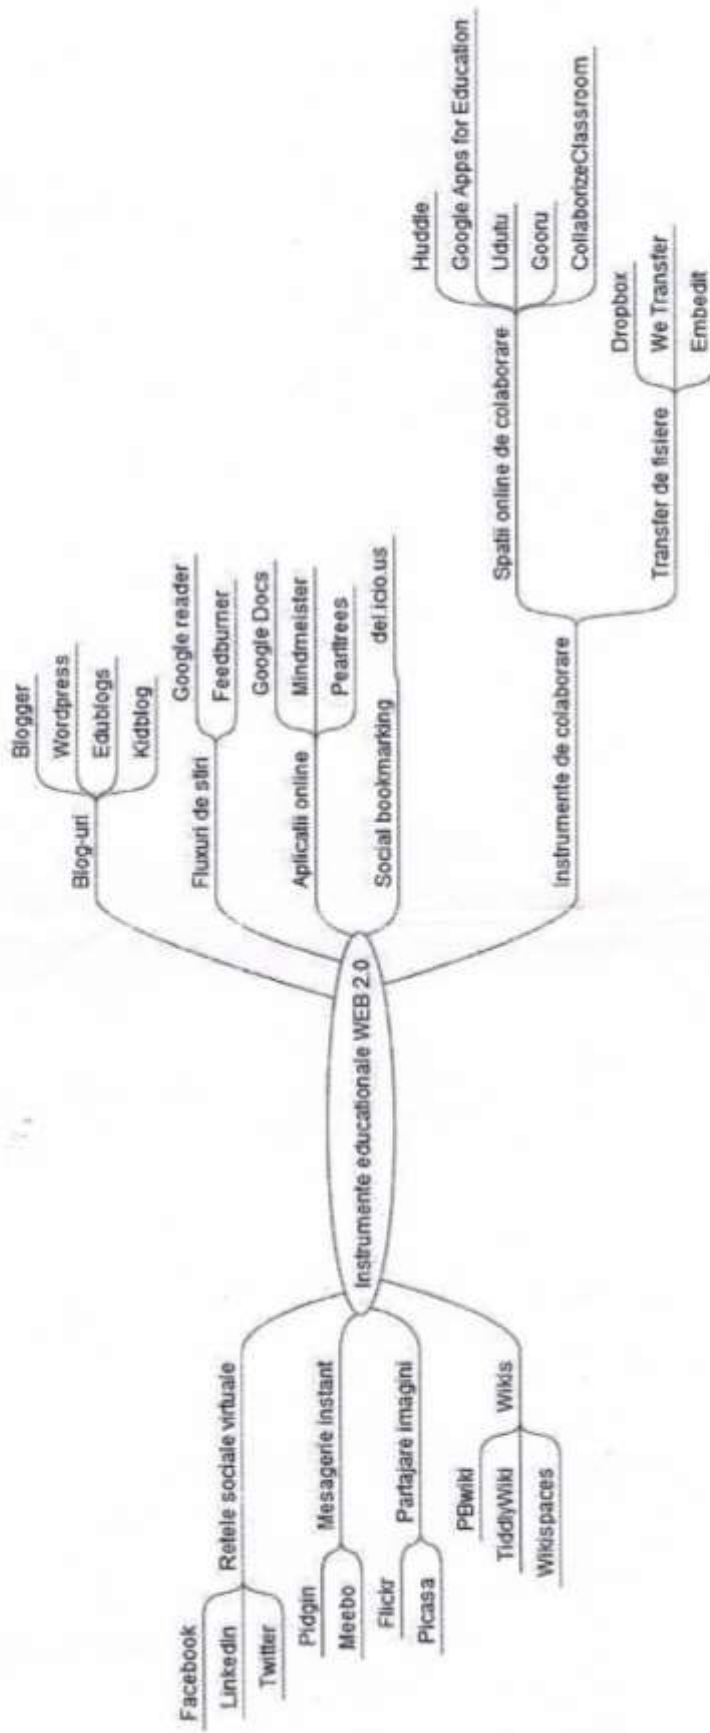 Instrumente educationale WEB 2.0
Retele sociale virtuale
Facebook
LinkedIn
Twitter
Mesagerie instant
Pidgin
Meebo
Partajare imagini
Flickr
Picasa
Wikis
PBwiki
TiddlyWiki
Wikispaces
Blog-uri
Blogger
Wordpress
Edublogs
Kidblog
Fluxuri de stiri
Google reader
Feedburner
Aplicatii online
Google Docs
Mindmeister
Pearltrees
Social bookmarking
del.icio.us
Instrumente de colaborare
Spatii online de colaborare
Huddle
Google Apps for Education
Udutu
Gooru
CollaborizeClassroom
Transfer de fisiere
Dropbox
We Transfer
Embedit